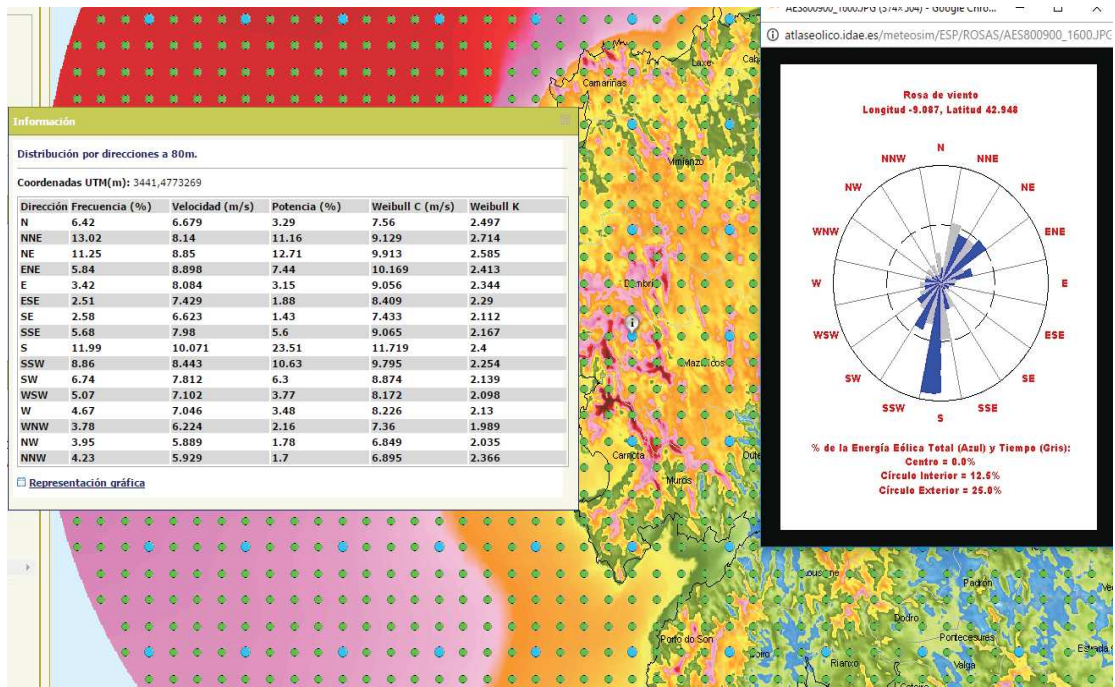 AES800900_1600.JPG (374×504) - Google Chro...
atlaseolico.idae.es/meteosim/ESP/ROSAS/AES800900_1600.JPG
Información
Distribución por direcciones a 80m.
Coordenadas UTM(m): 3441,4773269
Dirección Frecuencia (%) Velocidad (m/s) Potencia (%) Weibull C (m/s) Weibull K
N 6.42 6.679 3.29 7.56 2.497
NNE 13.02 8.14 11.16 9.129 2.714
NE 11.25 8.85 12.71 9.913 2.585
ENE 5.84 8.898 7.44 10.169 2.413
E 3.42 8.084 3.15 9.056 2.344
ESE 2.51 7.429 1.88 8.409 2.29
SE 2.58 6.623 1.43 7.433 2.112
SSE 5.68 7.98 5.6 9.065 2.167
S 11.99 10.071 23.51 11.719 2.4
SSW 8.86 8.443 10.63 9.795 2.254
SW 6.74 7.812 6.3 8.874 2.139
WSW 5.07 7.102 3.77 8.172 2.098
W 4.67 7.046 3.48 8.226 2.13
WNW 3.78 6.224 2.16 7.36 1.989
NW 3.95 5.889 1.78 6.849 2.035
NNW 4.23 5.929 1.7 6.895 2.366
Representación gráfica
Laxe
Camariñas
Vimianzo
Mazaricos
Carnota
Muros
Porto do Son
Rianxo
Dodro
Padrón
Pontecesures
Valga
Rosa de viento
Longitud -9.087, Latitud 42.948
N
NNW NNE
NW NE
WNW ENE
W E
WSW ESE
SW SE
SSW SSE
S
% de la Energía Eólica Total (Azul) y Tiempo (Gris):
Centro = 0.0%
Círculo Interior = 12.5%
Círculo Exterior = 25.0%